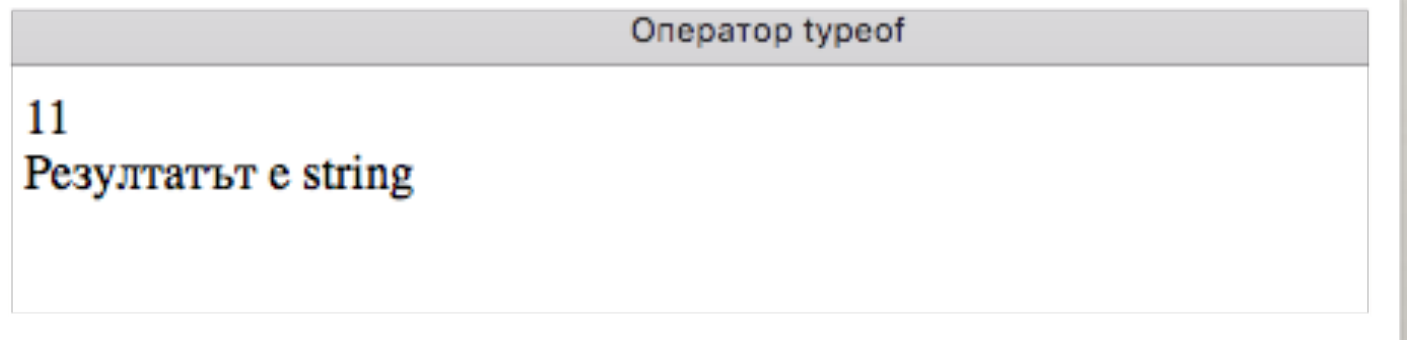 Оператор typeof
11
Резултатът е string